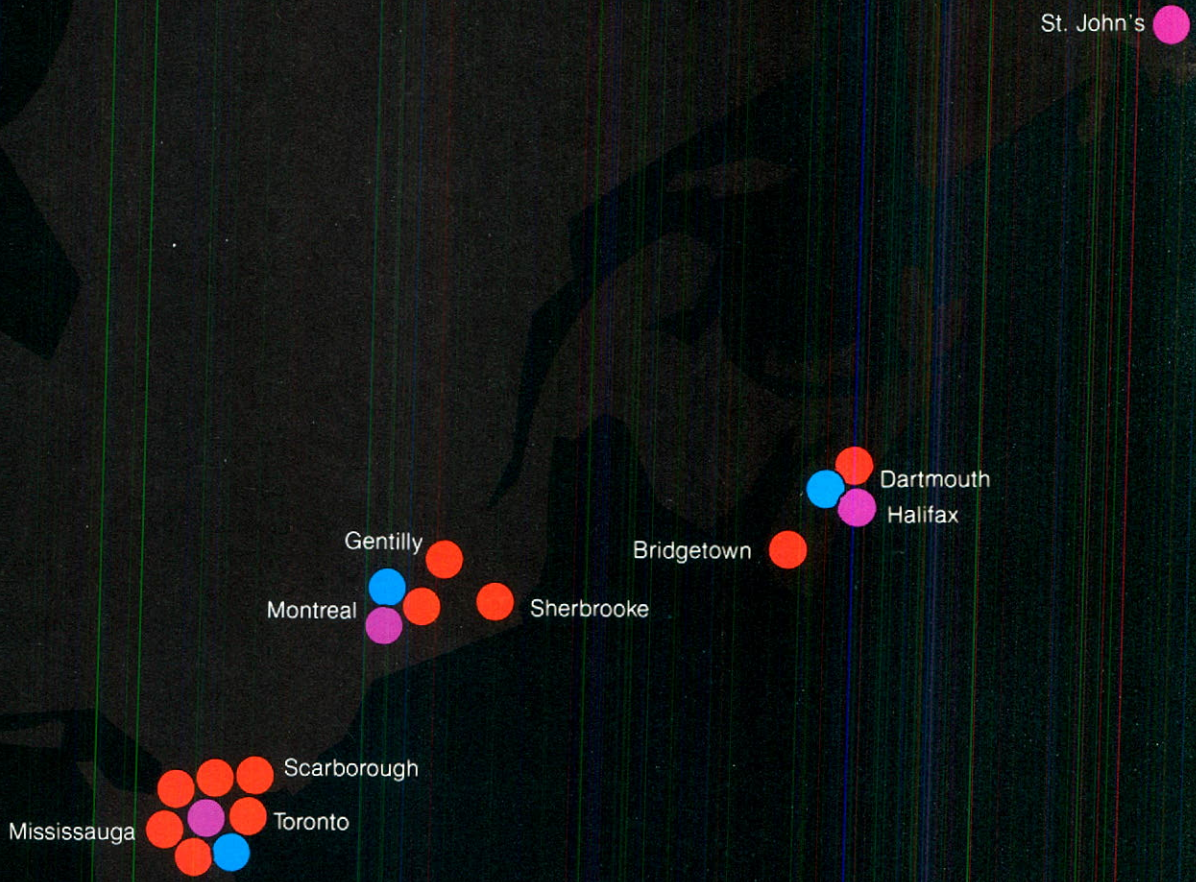 St. John's
Dartmouth
Halifax
Gentilly
Bridgetown
Montreal
Sherbrooke
Scarborough
Toronto
Mississauga